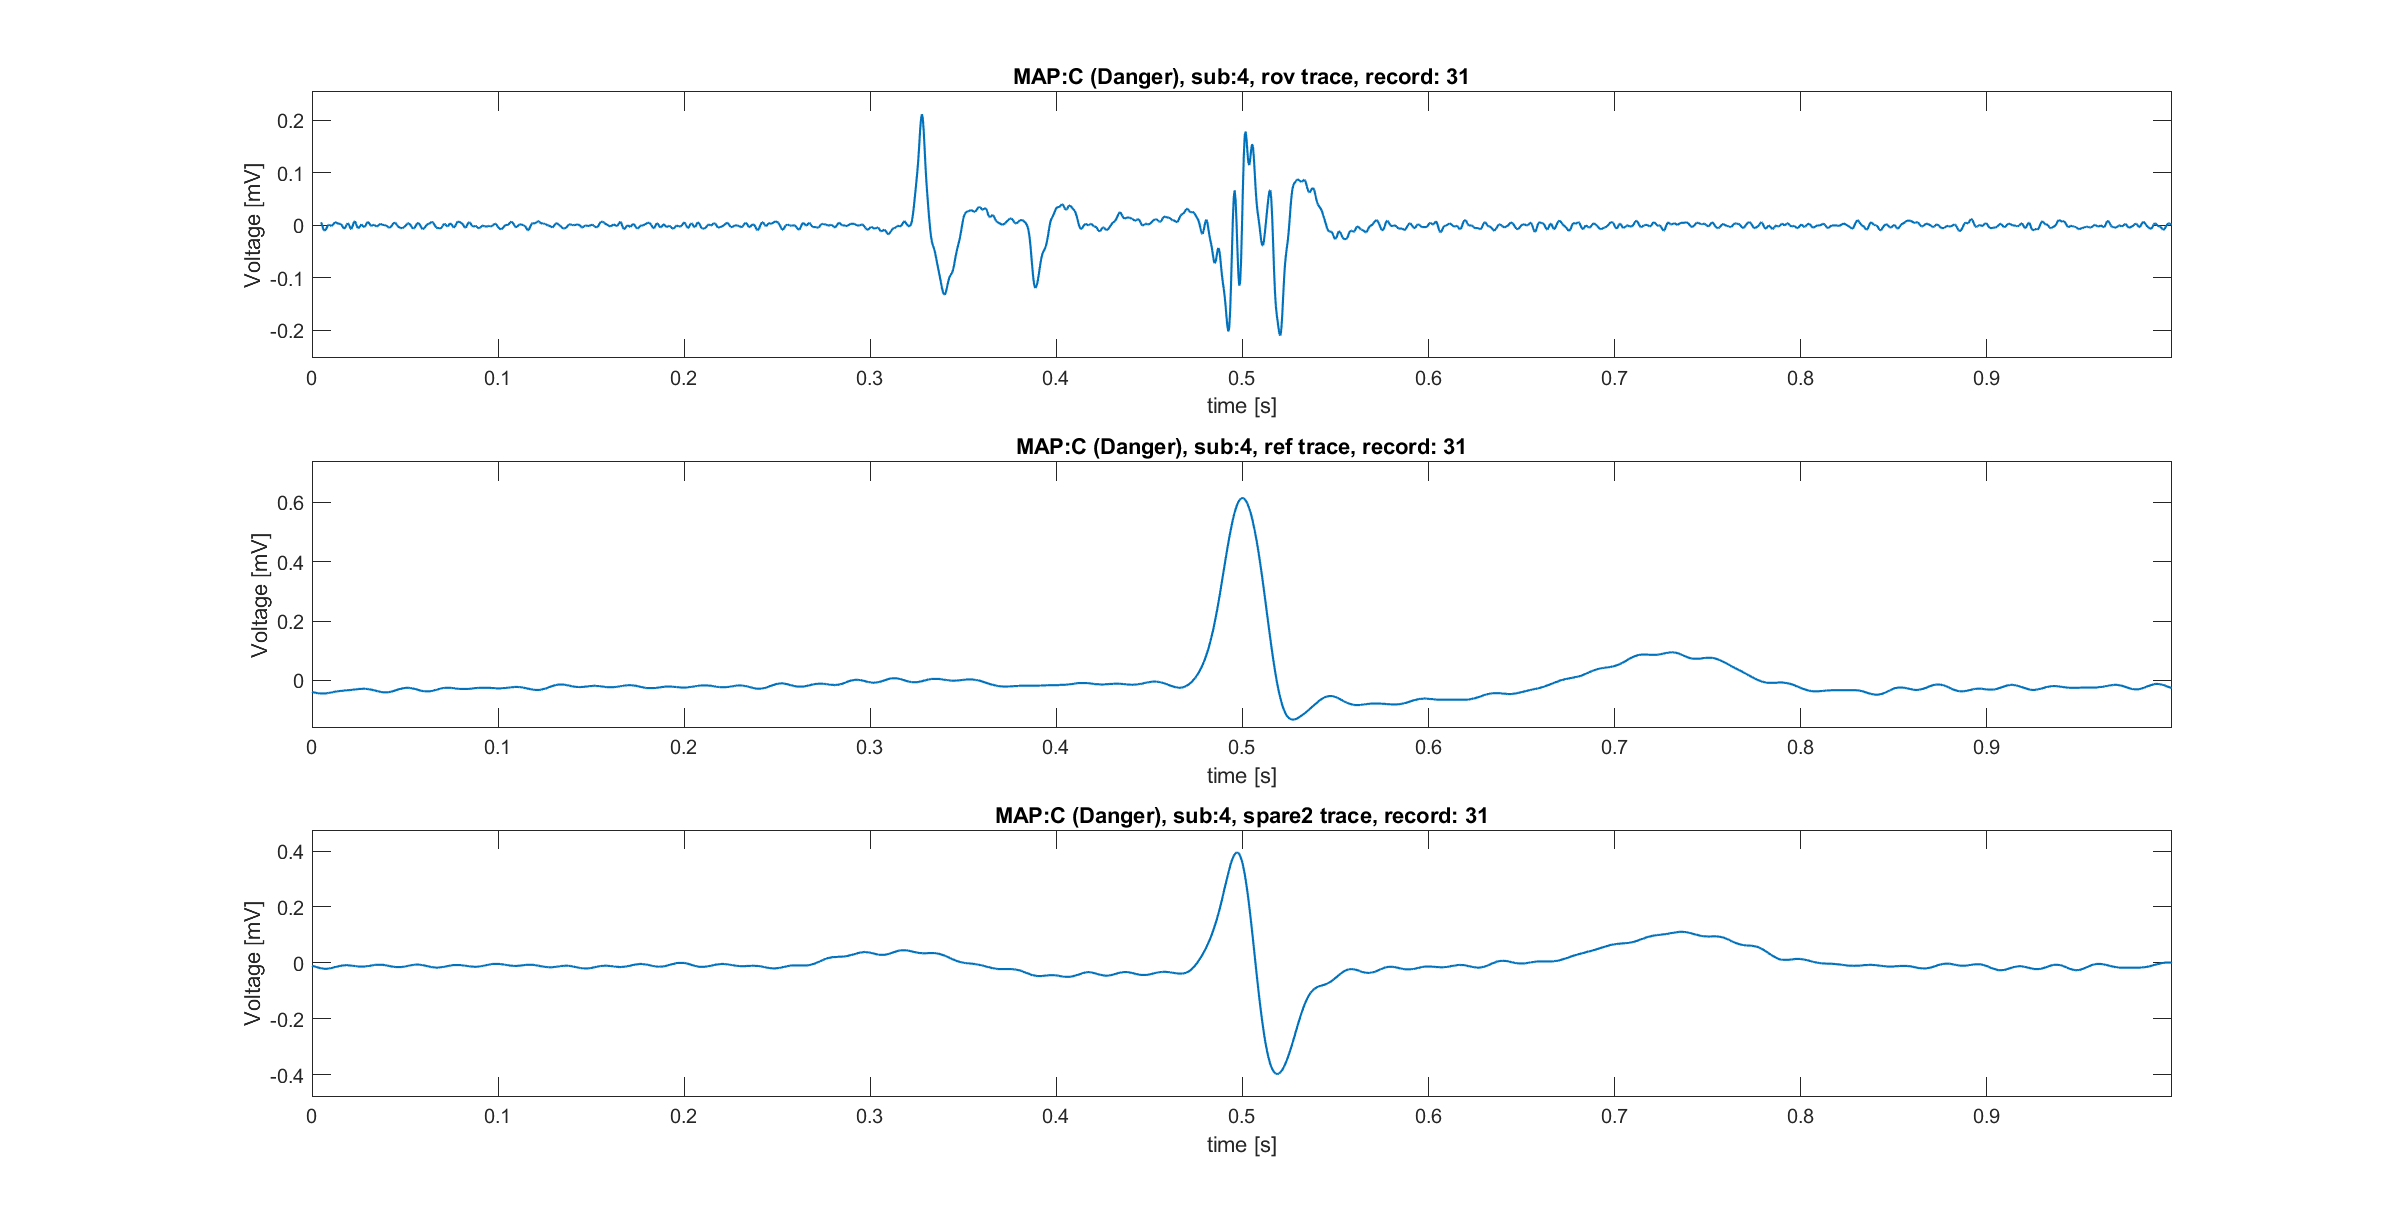 MAP:C (Danger), sub:4, rov trace, record: 31
0.2
0.1
0
-0.1
-0.2
Voltage [mV]
0 0.1 0.2 0.3 0.4 0.5 0.6 0.7 0.8 0.9
time [s]
MAP:C (Danger), sub:4, ref trace, record: 31
0.6
0.4
0.2
0
Voltage [mV]
0 0.1 0.2 0.3 0.4 0.5 0.6 0.7 0.8 0.9
time [s]
MAP:C (Danger), sub:4, spare2 trace, record: 31
0.4
0.2
0
-0.2
-0.4
Voltage [mV]
0 0.1 0.2 0.3 0.4 0.5 0.6 0.7 0.8 0.9
time [s]